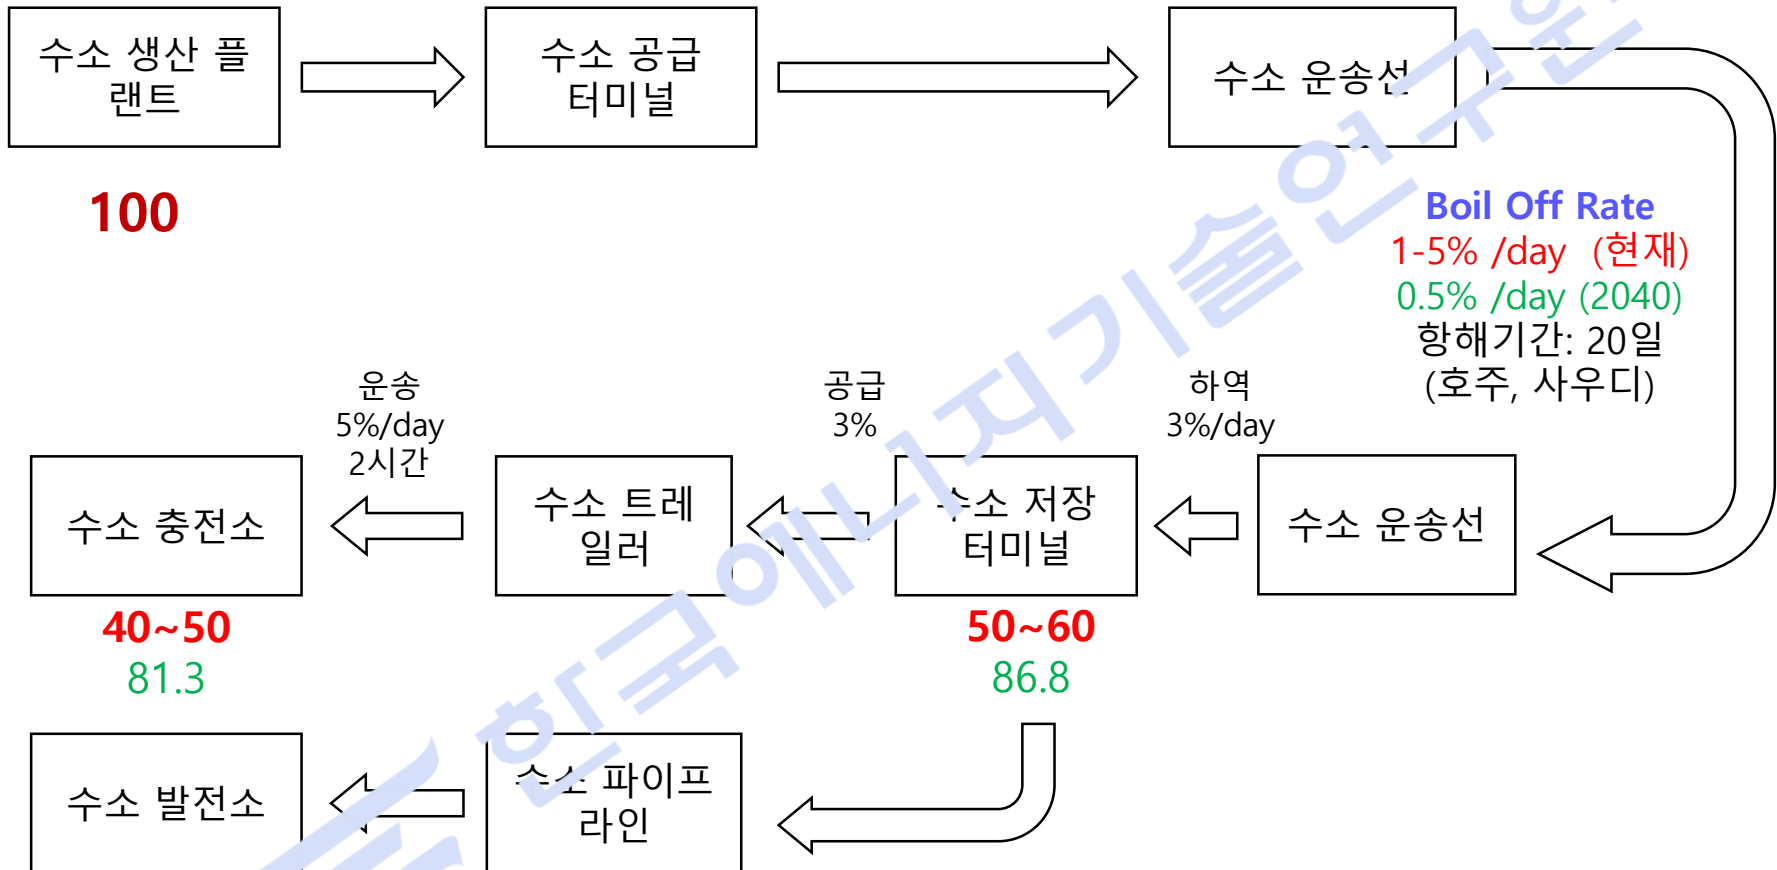 수소 생산 플
랜트
수소 공급
터미널
수소 운송선
100
Boil Off Rate
1-5% /day (현재)
0.5% /day (2040)
항해기간: 20일
(호주, 사우디)
운송
5%/day
2시간
공급
3%
하역
3%/day
수소 충전소
수소 트레
일러
수소 저장
터미널
수소 운송선
40~50
81.3
50~60
86.8
수소 발전소
수소 파이프
라인
한국에너지기술연구원